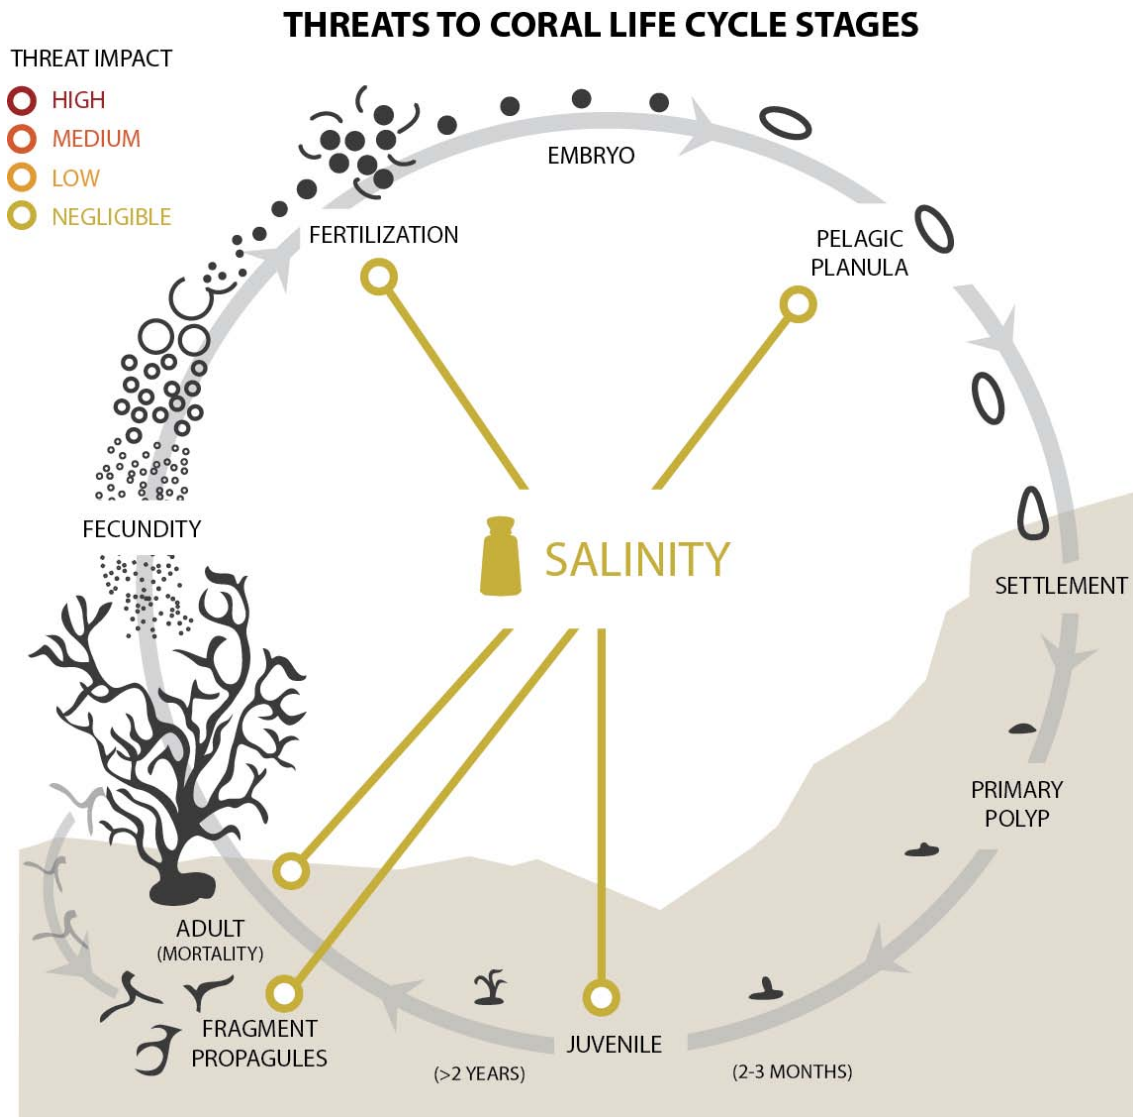 THREATS TO CORAL LIFE CYCLE STAGES
THREAT IMPACT
HIGH
MEDIUM
LOW
NEGLIGIBLE
EMBRYO
FERTILIZATION
PELAGIC
PLANULA
FECUNDITY
SALINITY
SETTLEMENT
PRIMARY
POLYP
ADULT
(MORTALITY)
FRAGMENT
PROPAGULES
JUVENILE
(>2 YEARS)
(2-3 MONTHS)